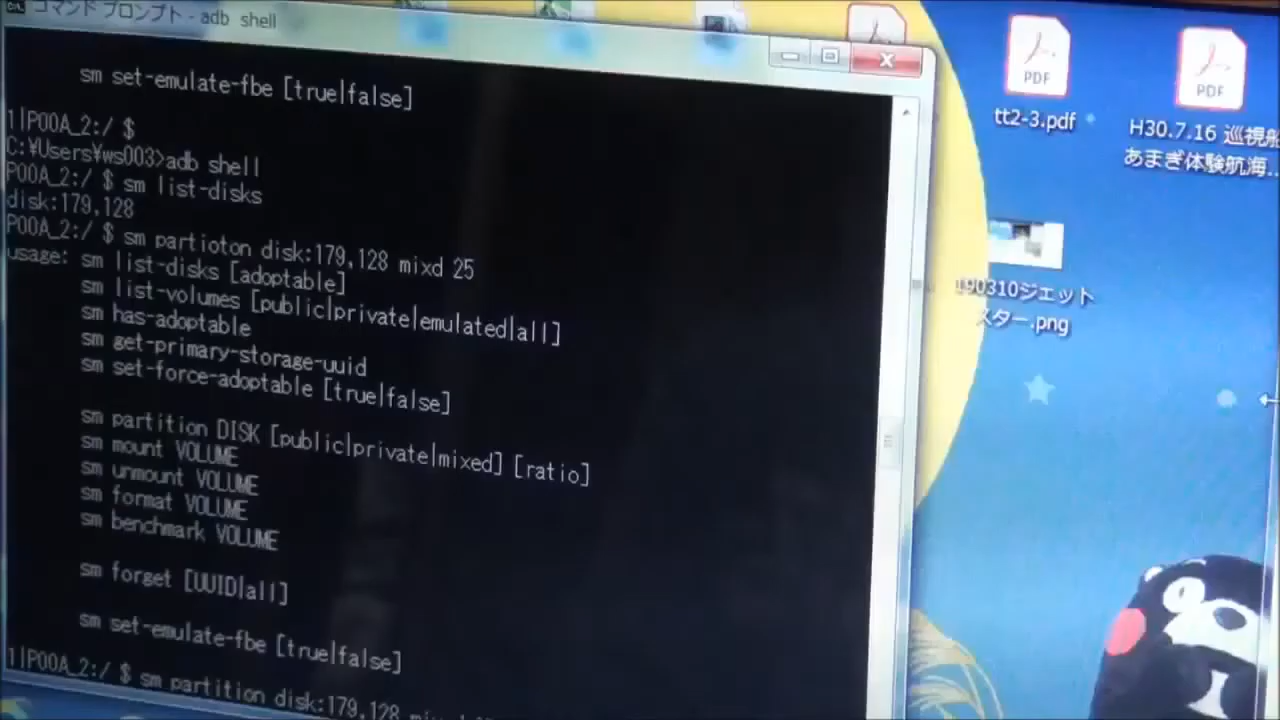 コマンド プロンプト - adb shell
sm set-emulate-fbe [true|false]
1|P00A_2:/ $
C:¥Users¥ws003>adb shell
P00A_2:/ $ sm list-disks
disk:179,128
P00A_2:/ $ sm partioton disk:179,128 mixd 25
usage: sm list-disks [adoptable]
sm list-volumes [public|private|emulated|all]
sm has-adoptable
sm get-primary-storage-uuid
sm set-force-adoptable [true|false]
sm partition DISK [public|private|mixed] [ratio]
sm mount VOLUME
sm unmount VOLUME
sm format VOLUME
sm benchmark VOLUME
sm forget [UUID|all]
sm set-emulate-fbe [true|false]
1|P00A_2:/ $ sm partition disk:179,128
PDF
tt2-3.pdf
PDF
H30.7.16 巡視船
あまぎ体験航海...
190310ジェット
スター.png